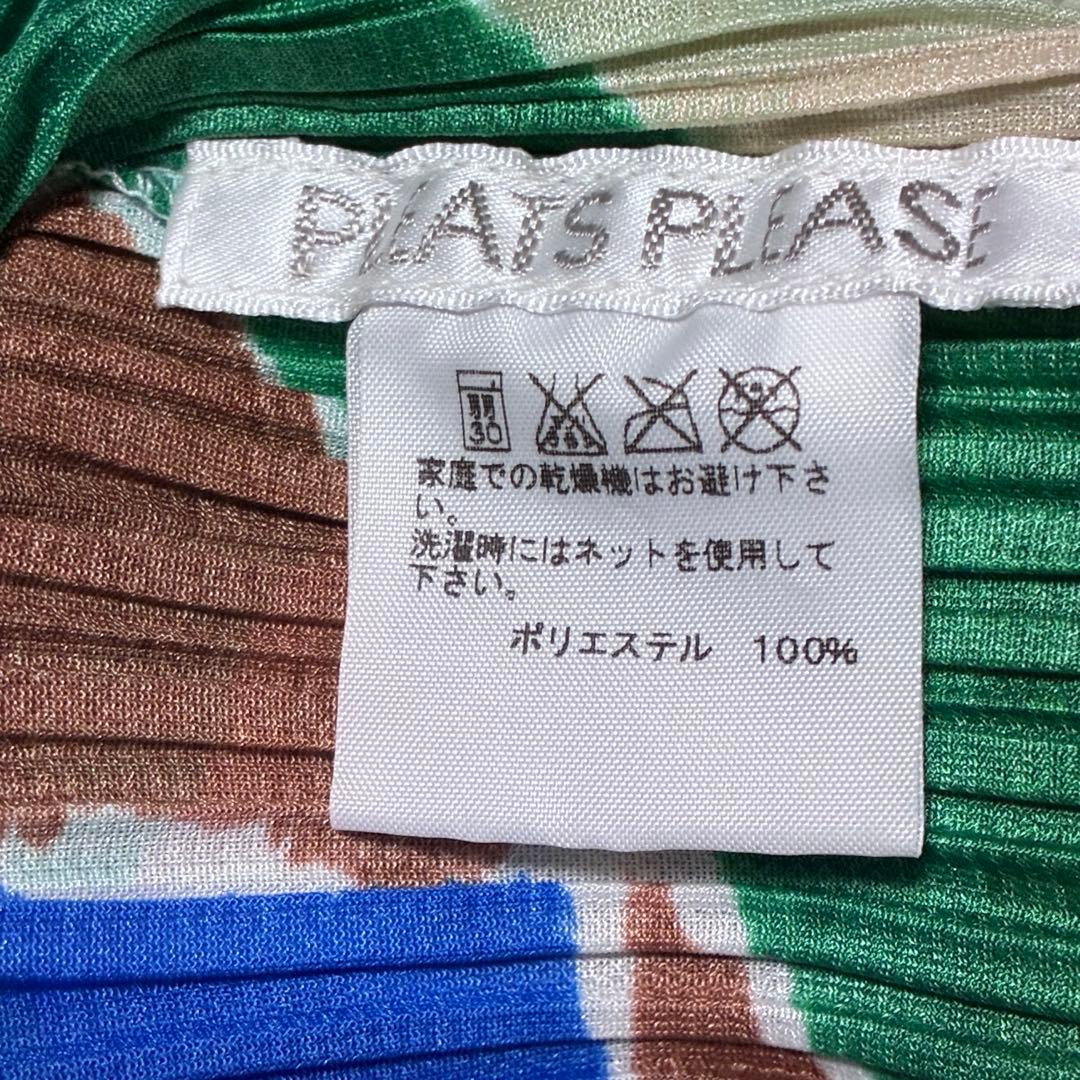 PLEATS PLEASE
弱
30
家庭での乾燥機はお避け下さ
い。
洗濯時にはネットを使用して
下さい。
ポリエステル 100%